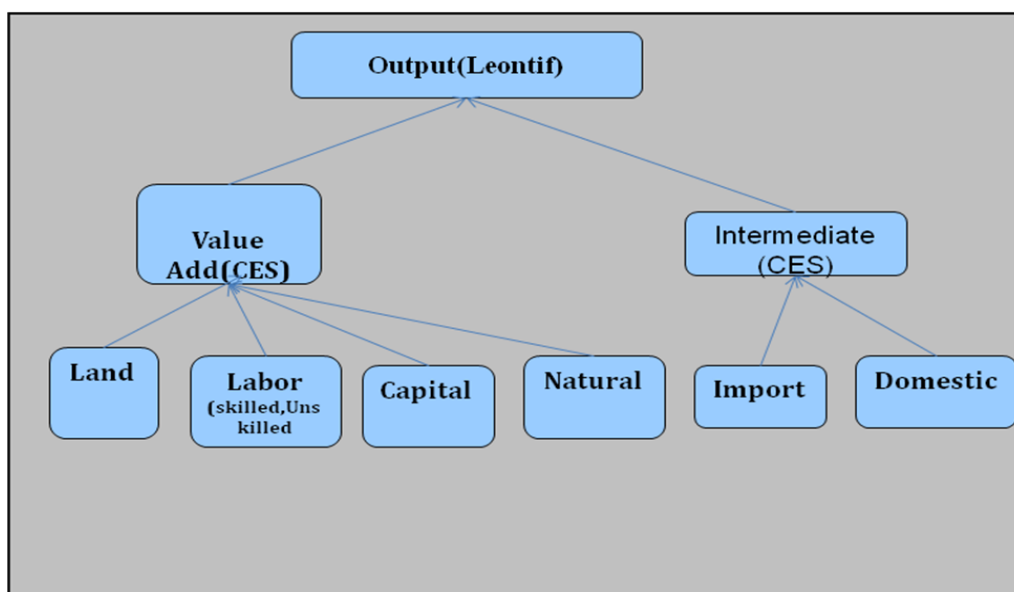 Output(Leontif)
Value
Add(CES)
Intermediate
(CES)
Land
Labor
(skilled,Uns
killed
Capital
Natural
Import
Domestic